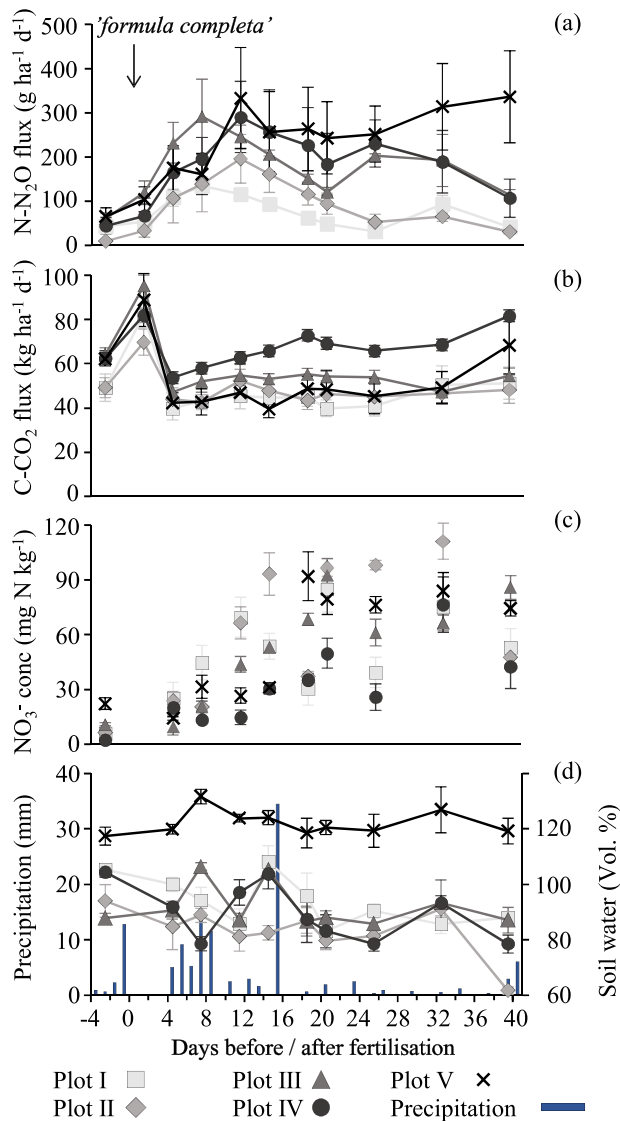 'formula completa'
(a)
500
400
300
200
100
0
N-N₂O flux (g ha⁻¹ d⁻¹)
(b)
100
80
60
40
20
0
C-CO₂ flux (kg ha⁻¹ d⁻¹)
(c)
120
90
60
30
0
NO₃⁻ conc (mg N kg⁻¹)
(d)
40
30
20
10
0
Precipitation (mm)
140
120
100
80
60
Soil water (Vol. %)
-4 0 4 8 12 16 20 24 28 32 36 40
Days before / after fertilisation
Plot I Plot III Plot V
Plot II Plot IV Precipitation